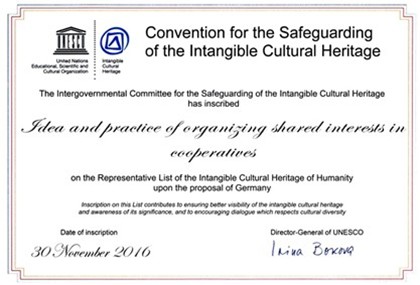 Convention for the Safeguarding
of the Intangible Cultural Heritage
United Nations
Educational, Scientific and
Cultural Organization
Intangible
Cultural
Heritage
The Intergovernmental Committee for the Safeguarding of the Intangible Cultural Heritage
has inscribed
Idea and practice of organizing shared interests in
cooperatives
on the Representative List of the Intangible Cultural Heritage of Humanity
upon the proposal of Germany
Inscription on this List contributes to ensuring better visibility of the intangible cultural heritage
and awareness of its significance, and to encouraging dialogue which respects cultural diversity
Date of inscription
Director-General of UNESCO
30 November 2016
Irina Bokova